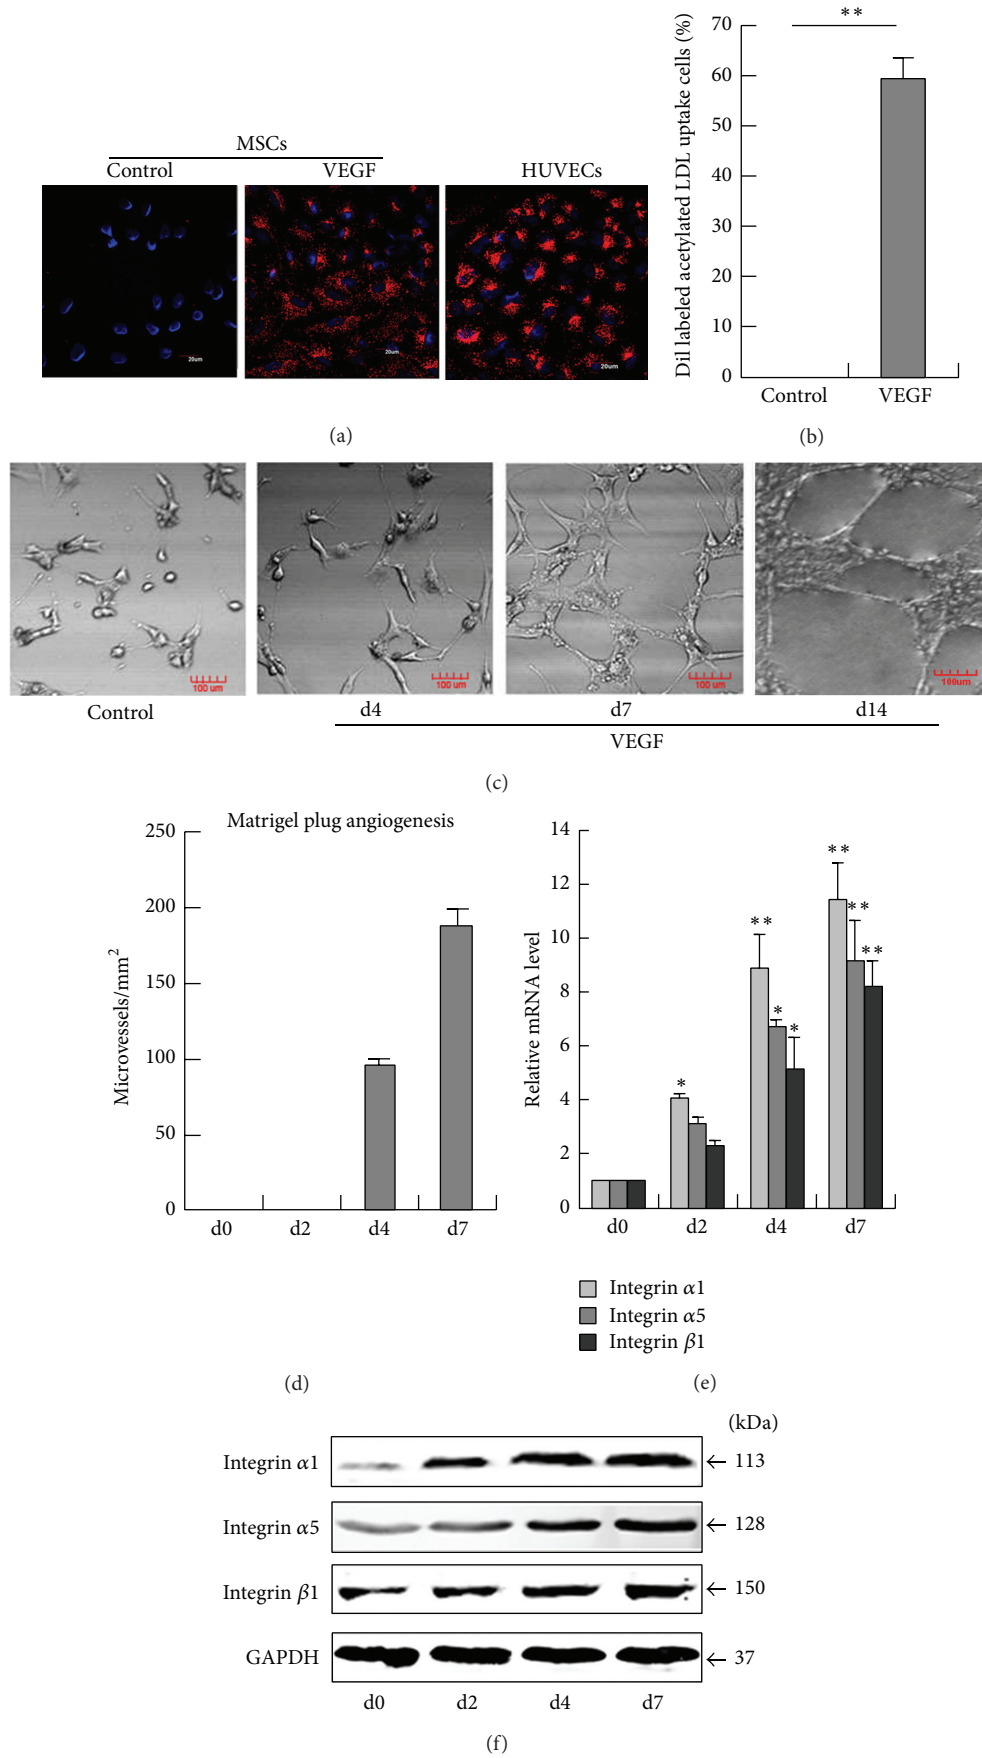 MSCs
Control VEGF HUVECs
20um 20um 20um
(a)
Dil labeled acetylated LDL uptake cells (%)
70
60
50
40
30
20
10
0
**
Control VEGF
(b)
100 um 100 um 100um 100um
Control d4 d7 d14
VEGF
(c)
Matrigel plug angiogenesis
Microvessels/mm²
250
200
150
100
50
0
d0 d2 d4 d7
(d)
Relative mRNA level
14
12
10
8
6
4
2
0
*
** * *
** ** **
d0 d2 d4 d7
Integrin α1
Integrin α5
Integrin β1
(e)
(kDa)
Integrin α1 ← 113
Integrin α5 ← 128
Integrin β1 ← 150
GAPDH ← 37
d0 d2 d4 d7
(f)